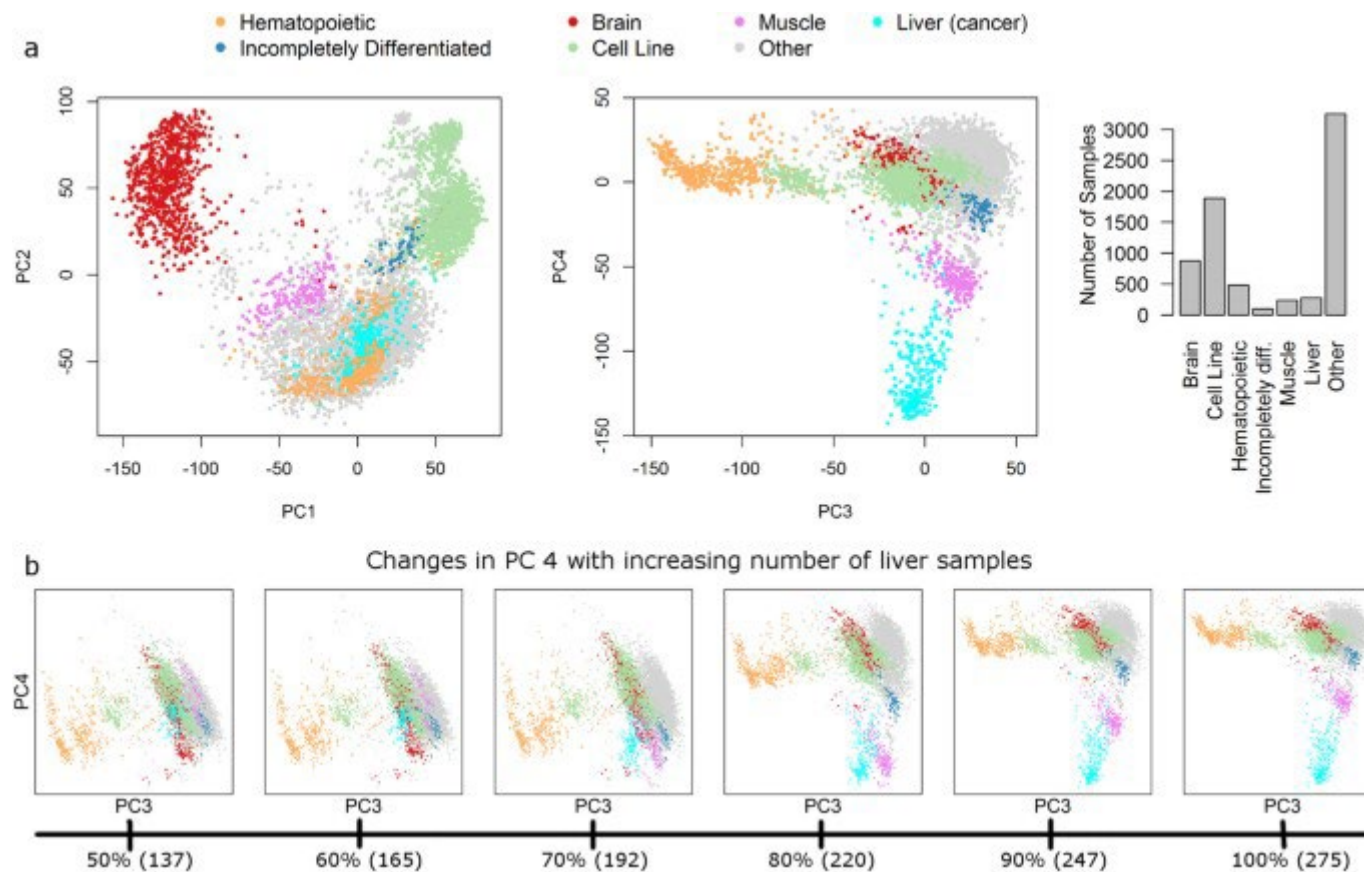 a
Hematopoietic
Brain
Muscle
Liver (cancer)
Incompletely Differentiated
Cell Line
Other
PC2
100
50
0
-50
-150
-100
-50
0
50
PC1
PC4
50
0
-50
-100
-150
-150
-100
-50
0
50
PC3
Number of Samples
3000
2500
2000
1500
1000
500
0
Brain
Cell Line
Hematopoietic
Incompletely diff.
Muscle
Liver
Other
b
Changes in PC 4 with increasing number of liver samples
PC4
PC3 PC3 PC3 PC3 PC3 PC3
50% (137) 60% (165) 70% (192) 80% (220) 90% (247) 100% (275)